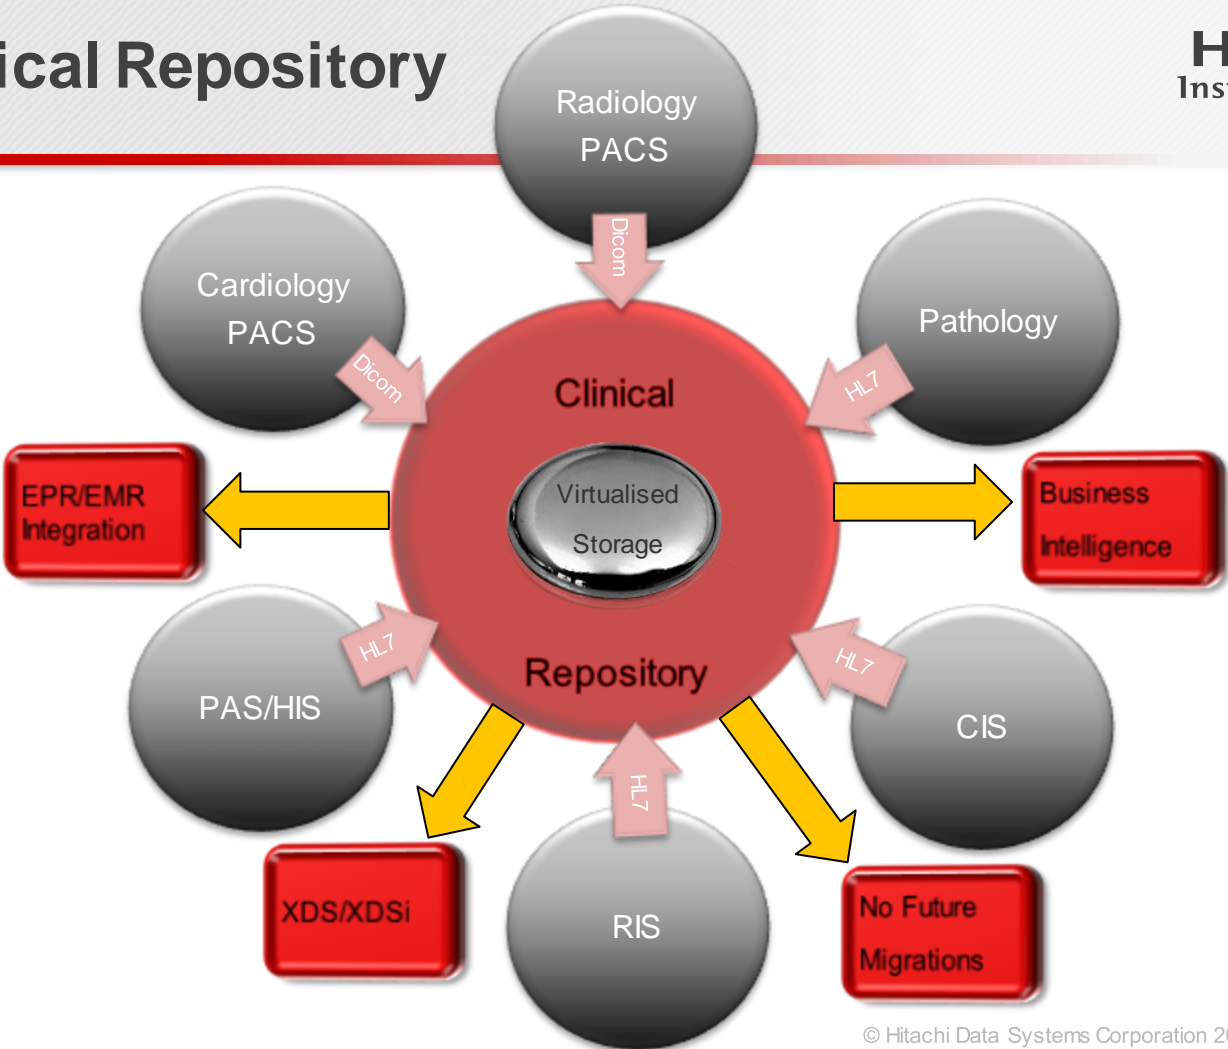 ical Repository
H
Ins
Radiology
PACS
Dicom
Cardiology
PACS
Dicom
Pathology
HL7
Clinical
Virtualised
Storage
Repository
EPR/EMR
Integration
Business
Intelligence
HL7
PAS/HIS
HL7
CIS
HL7
RIS
XDS/XDSi
No Future
Migrations
© Hitachi Data Systems Corporation 2